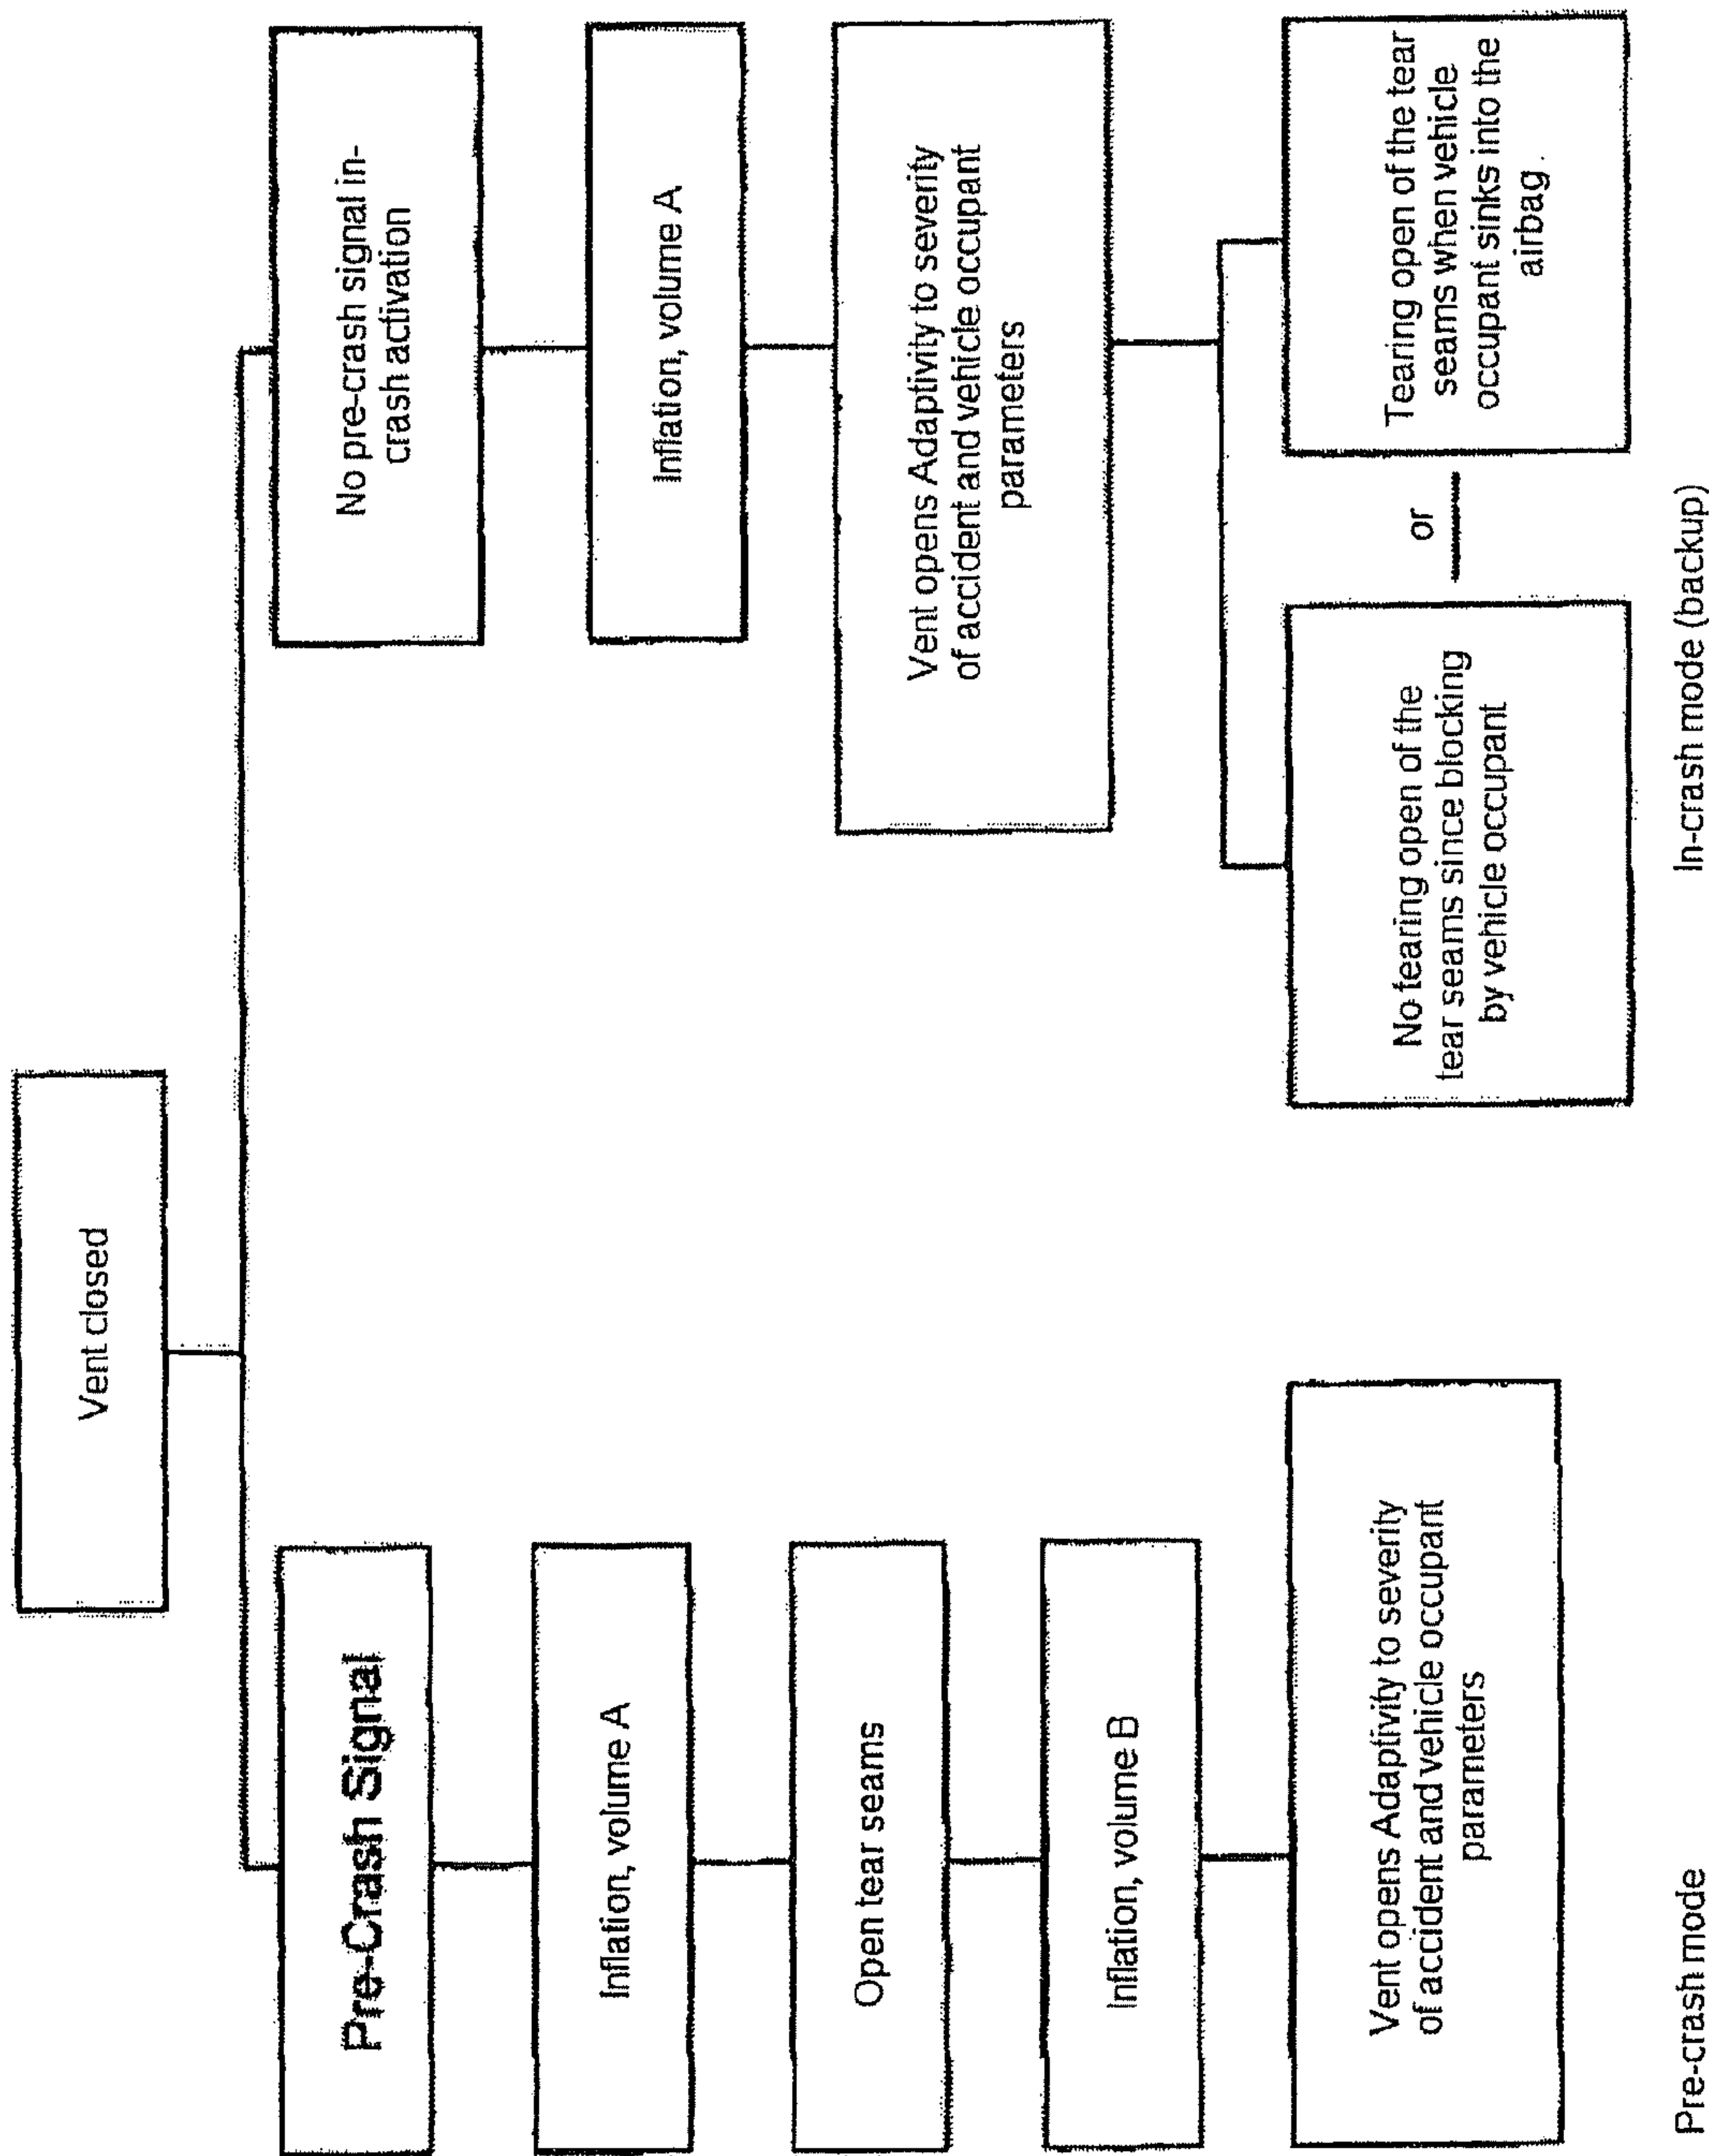 Vent closed
Pre-Crash Signal
Inflation, volume A
Open tear seams
Inflation, volume B
Vent opens Adaptivity to severity
of accident and vehicle occupant
parameters
Pre-crash mode
No pre-crash signal in-
crash activation
Inflation, volume A
Vent opens Adaptivity to severity
of accident and vehicle occupant
parameters
No tearing open of the
tear seams since blocking
by vehicle occupant
or
Tearing open of the tear
seams when vehicle
occupant sinks into the
airbag.
In-crash mode (backup)